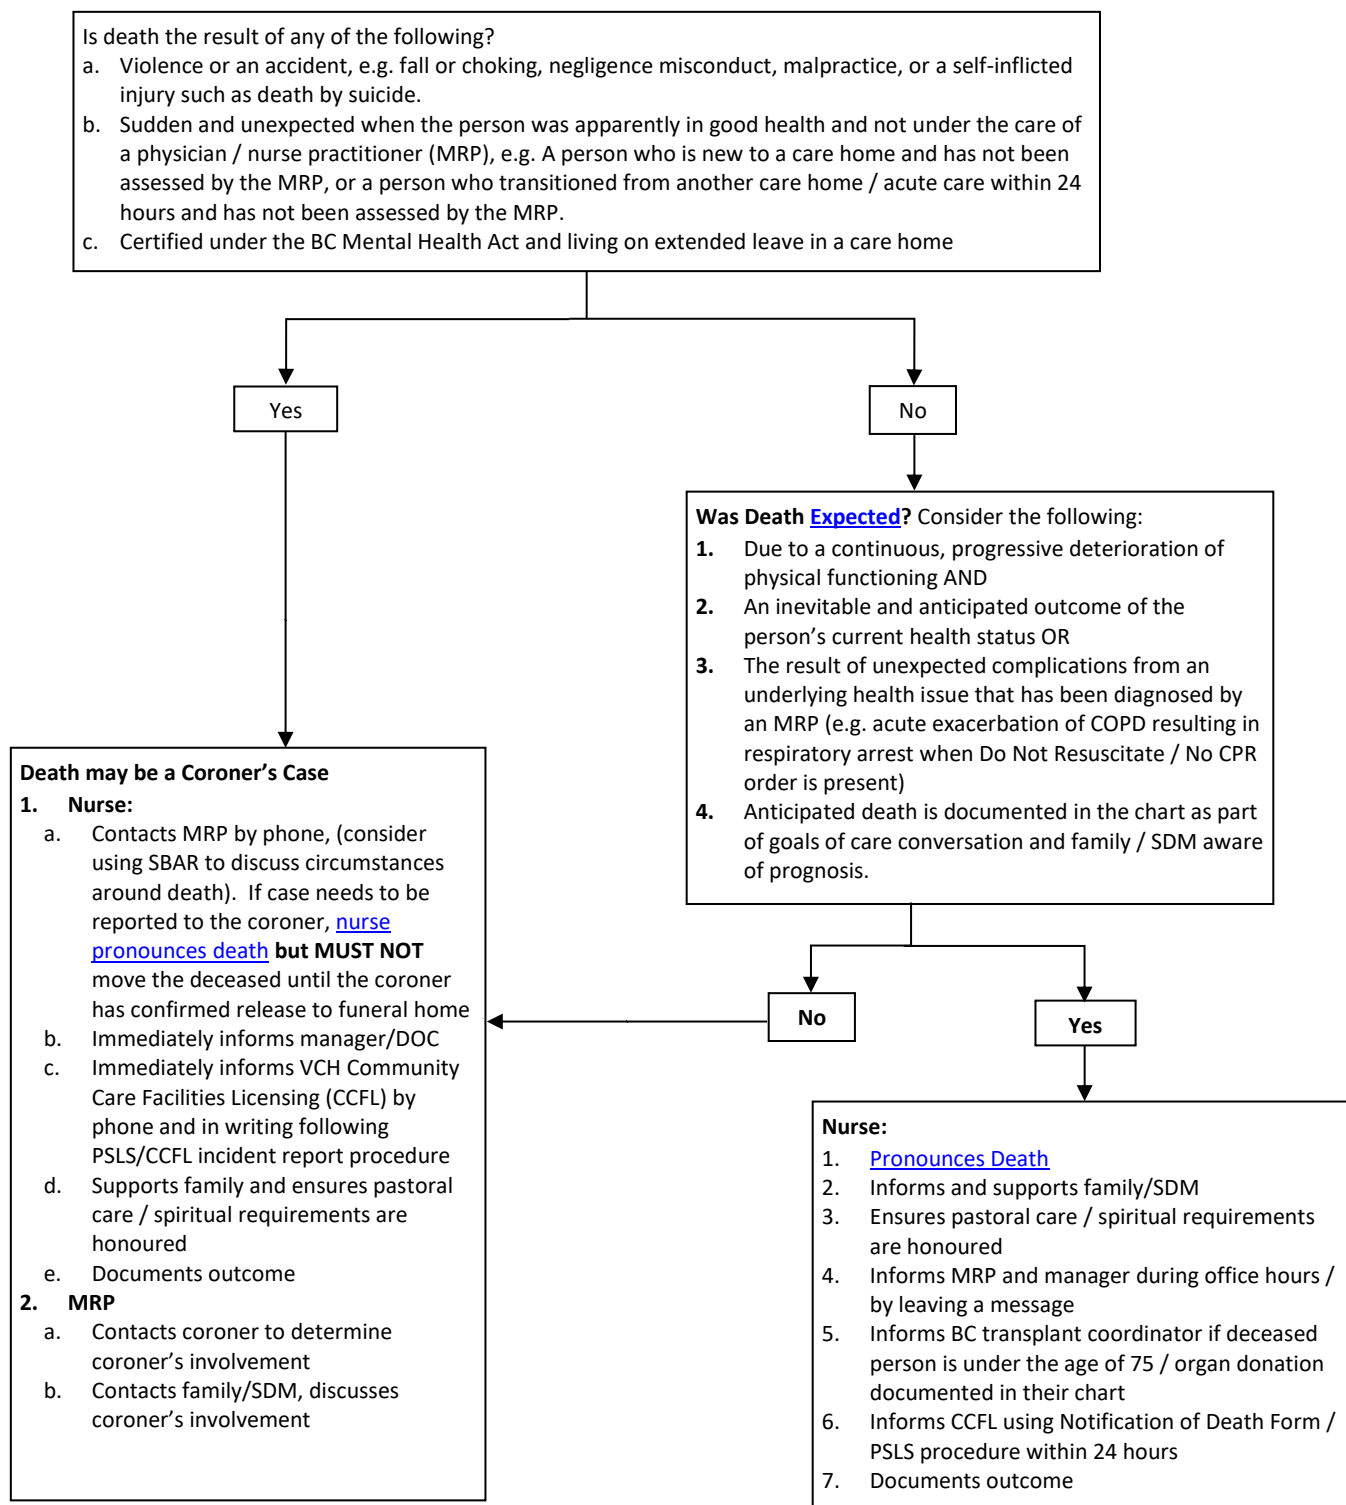 Is death the result of any of the following?
a. Violence or an accident, e.g. fall or choking, negligence misconduct, malpractice, or a self-inflicted
injury such as death by suicide.
b. Sudden and unexpected when the person was apparently in good health and not under the care of
a physician / nurse practitioner (MRP), e.g. A person who is new to a care home and has not been
assessed by the MRP, or a person who transitioned from another care home / acute care within 24
hours and has not been assessed by the MRP.
c. Certified under the BC Mental Health Act and living on extended leave in a care home
Yes
No
Was Death Expected? Consider the following:
1. Due to a continuous, progressive deterioration of
physical functioning AND
2. An inevitable and anticipated outcome of the
person's current health status OR
3. The result of unexpected complications from an
underlying health issue that has been diagnosed by
an MRP (e.g. acute exacerbation of COPD resulting in
respiratory arrest when Do Not Resuscitate / No CPR
order is present)
4. Anticipated death is documented in the chart as part
of goals of care conversation and family / SDM aware
of prognosis.
No
Yes
Death may be a Coroner's Case
1. Nurse:
a. Contacts MRP by phone, (consider
using SBAR to discuss circumstances
around death). If case needs to be
reported to the coroner, nurse
pronounces death but MUST NOT
move the deceased until the coroner
has confirmed release to funeral home
b. Immediately informs manager/DOC
c. Immediately informs VCH Community
Care Facilities Licensing (CCFL) by
phone and in writing following
PSLS/CCFL incident report procedure
d. Supports family and ensures pastoral
care / spiritual requirements are
honoured
e. Documents outcome
2. MRP
a. Contacts coroner to determine
coroner's involvement
b. Contacts family/SDM, discusses
coroner's involvement
Nurse:
1. Pronounces Death
2. Informs and supports family/SDM
3. Ensures pastoral care / spiritual requirements
are honoured
4. Informs MRP and manager during office hours /
by leaving a message
5. Informs BC transplant coordinator if deceased
person is under the age of 75 / organ donation
documented in their chart
6. Informs CCFL using Notification of Death Form /
PSLS procedure within 24 hours
7. Documents outcome